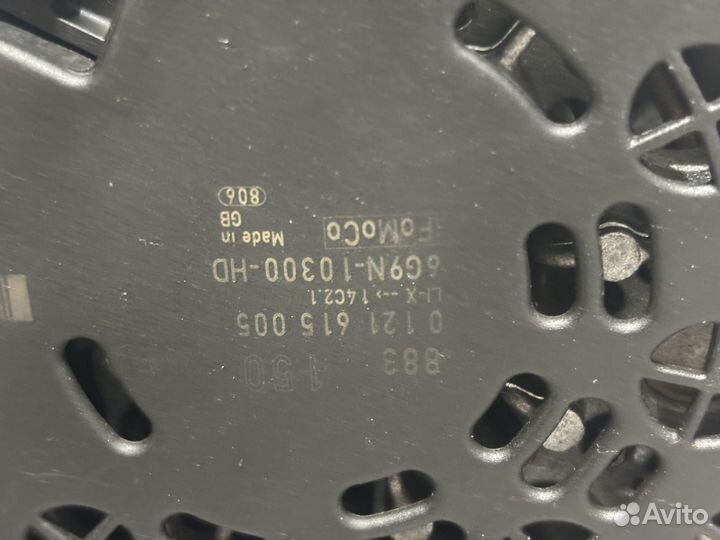 883 150
0 121 615 005
LI-X --> 14C2.1
6G9N-10300-HD
FoMoCo
Made in
GB
806
Avito